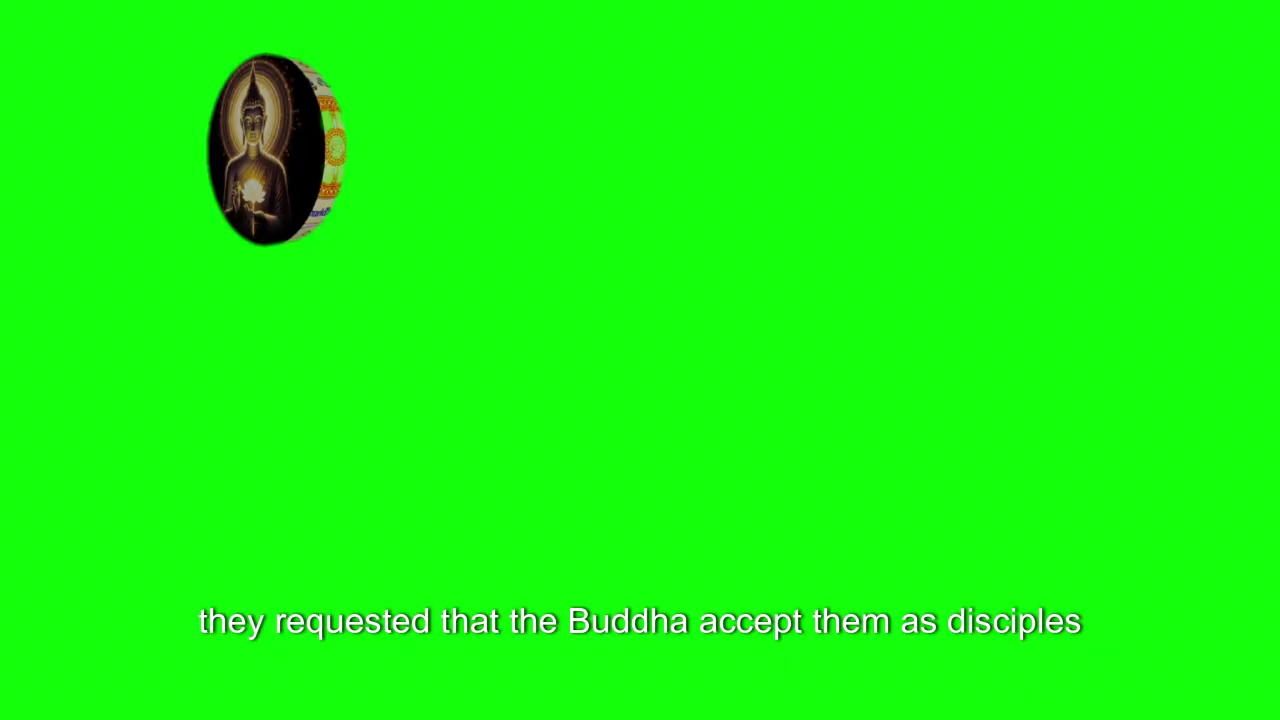 they requested that the Buddha accept them as disciples